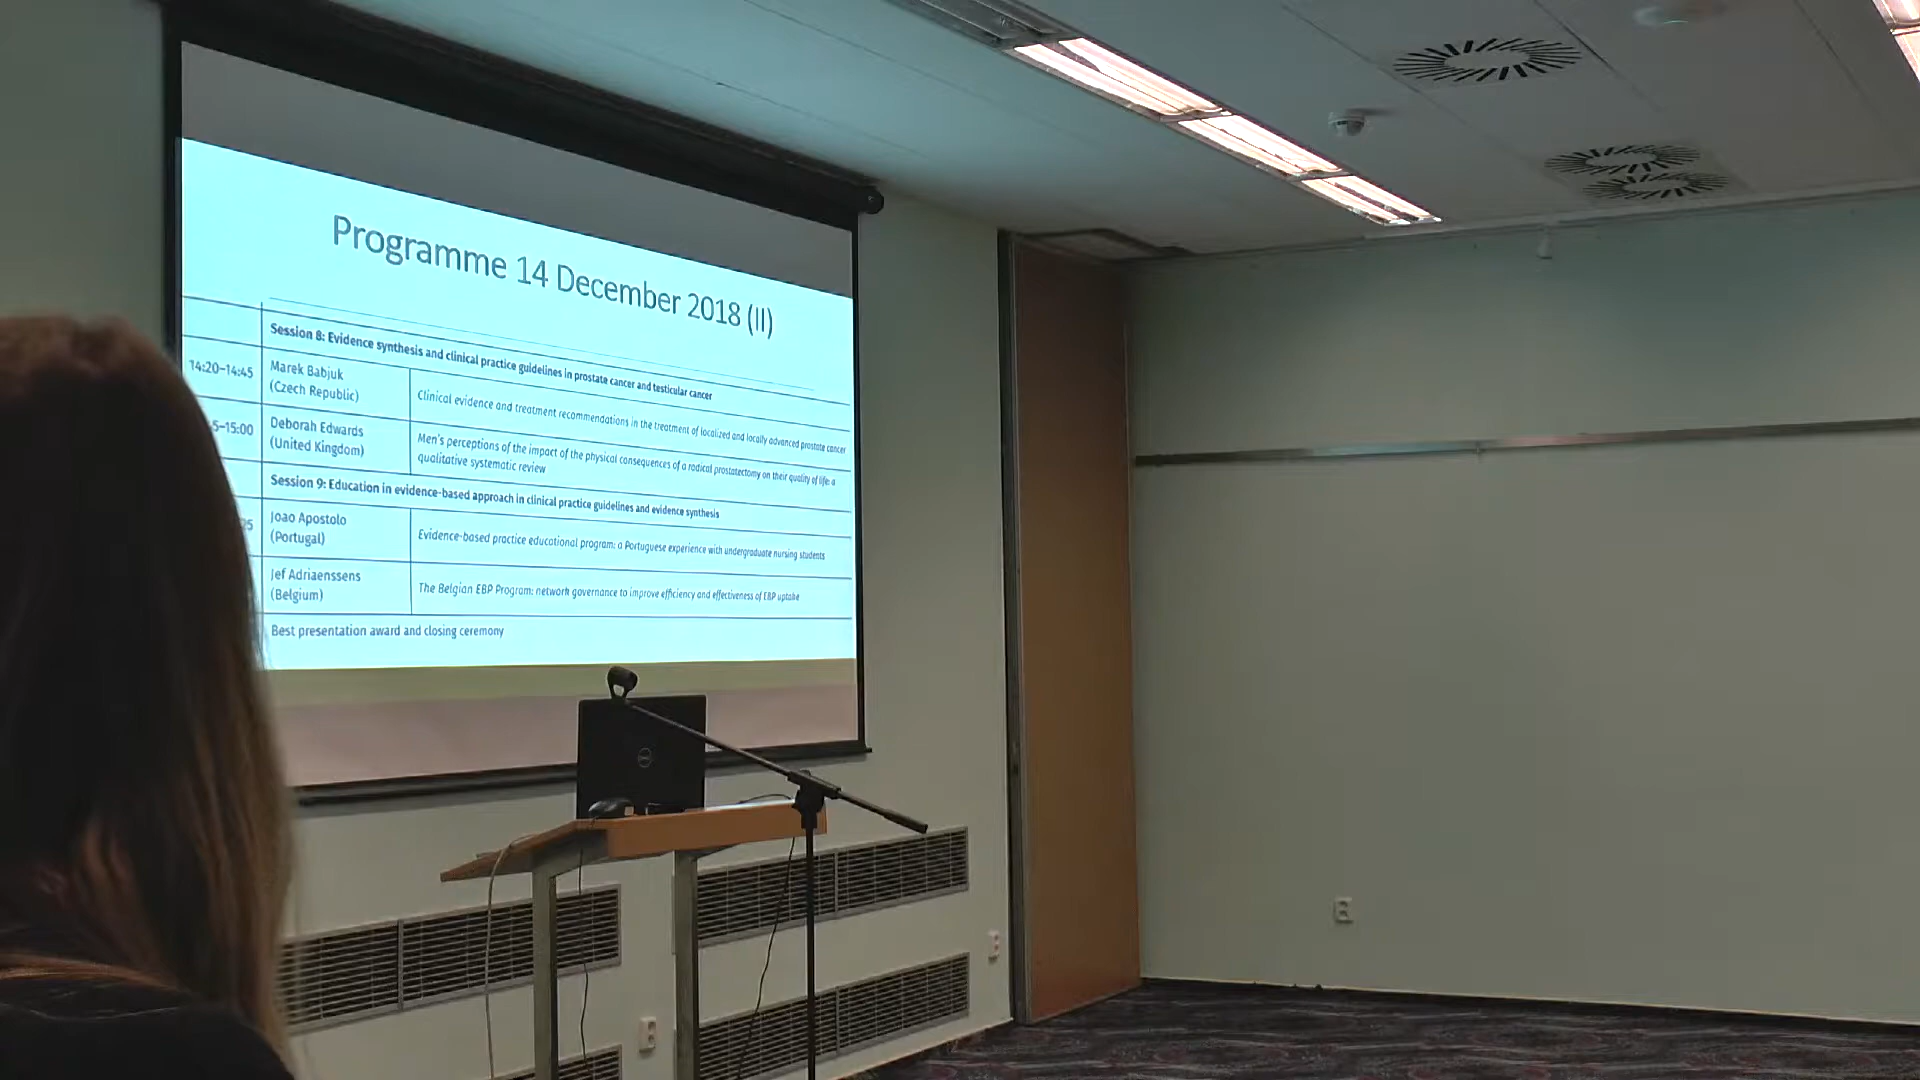 Programme 14 December 2018 (II)
Session 8: Evidence synthesis and clinical practice guidelines in prostate cancer and testicular cancer
14:20–14:45
Marek Babjuk
(Czech Republic)
Clinical evidence and treatment recommendations in the treatment of localized and locally advanced prostate cancer
5–15:00
Deborah Edwards
(United Kingdom)
Men's perceptions of the impact of the physical consequences of a radical prostatectomy on their quality of life: a
qualitative systematic review
Session 9: Education in evidence-based approach in clinical practice guidelines and evidence synthesis
Joao Apostolo
(Portugal)
Evidence-based practice educational program: a Portuguese experience with undergraduate nursing students
Jef Adriaenssens
(Belgium)
The Belgian EBP Program: network governance to improve efficiency and effectiveness of EBP uptake
Best presentation award and closing ceremony
DELL